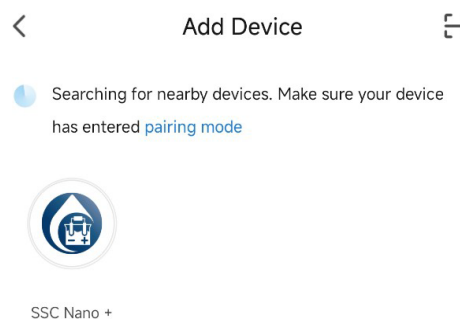 Add Device
Searching for nearby devices. Make sure your device
has entered pairing mode
SSC Nano +